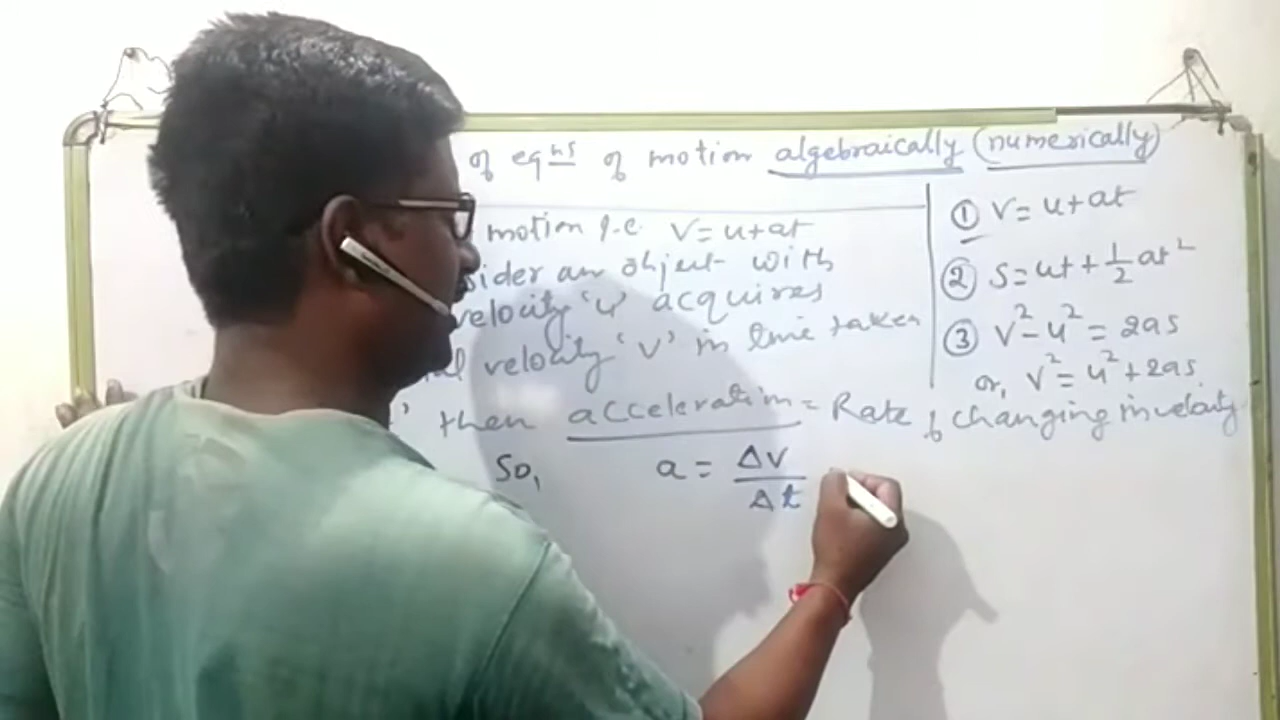 of eqns of motion algebraically (numerically)
motion i.e. V=u+at
sider an object with
velocity 'u' acquires
al velocity 'v' in time taken
' then acceleration = Rate of changing in velocity
So, a = Δv / Δt
① V=u+at
② S=ut+1/2at²
③ V²-u²=2as
or, V²=u²+2as